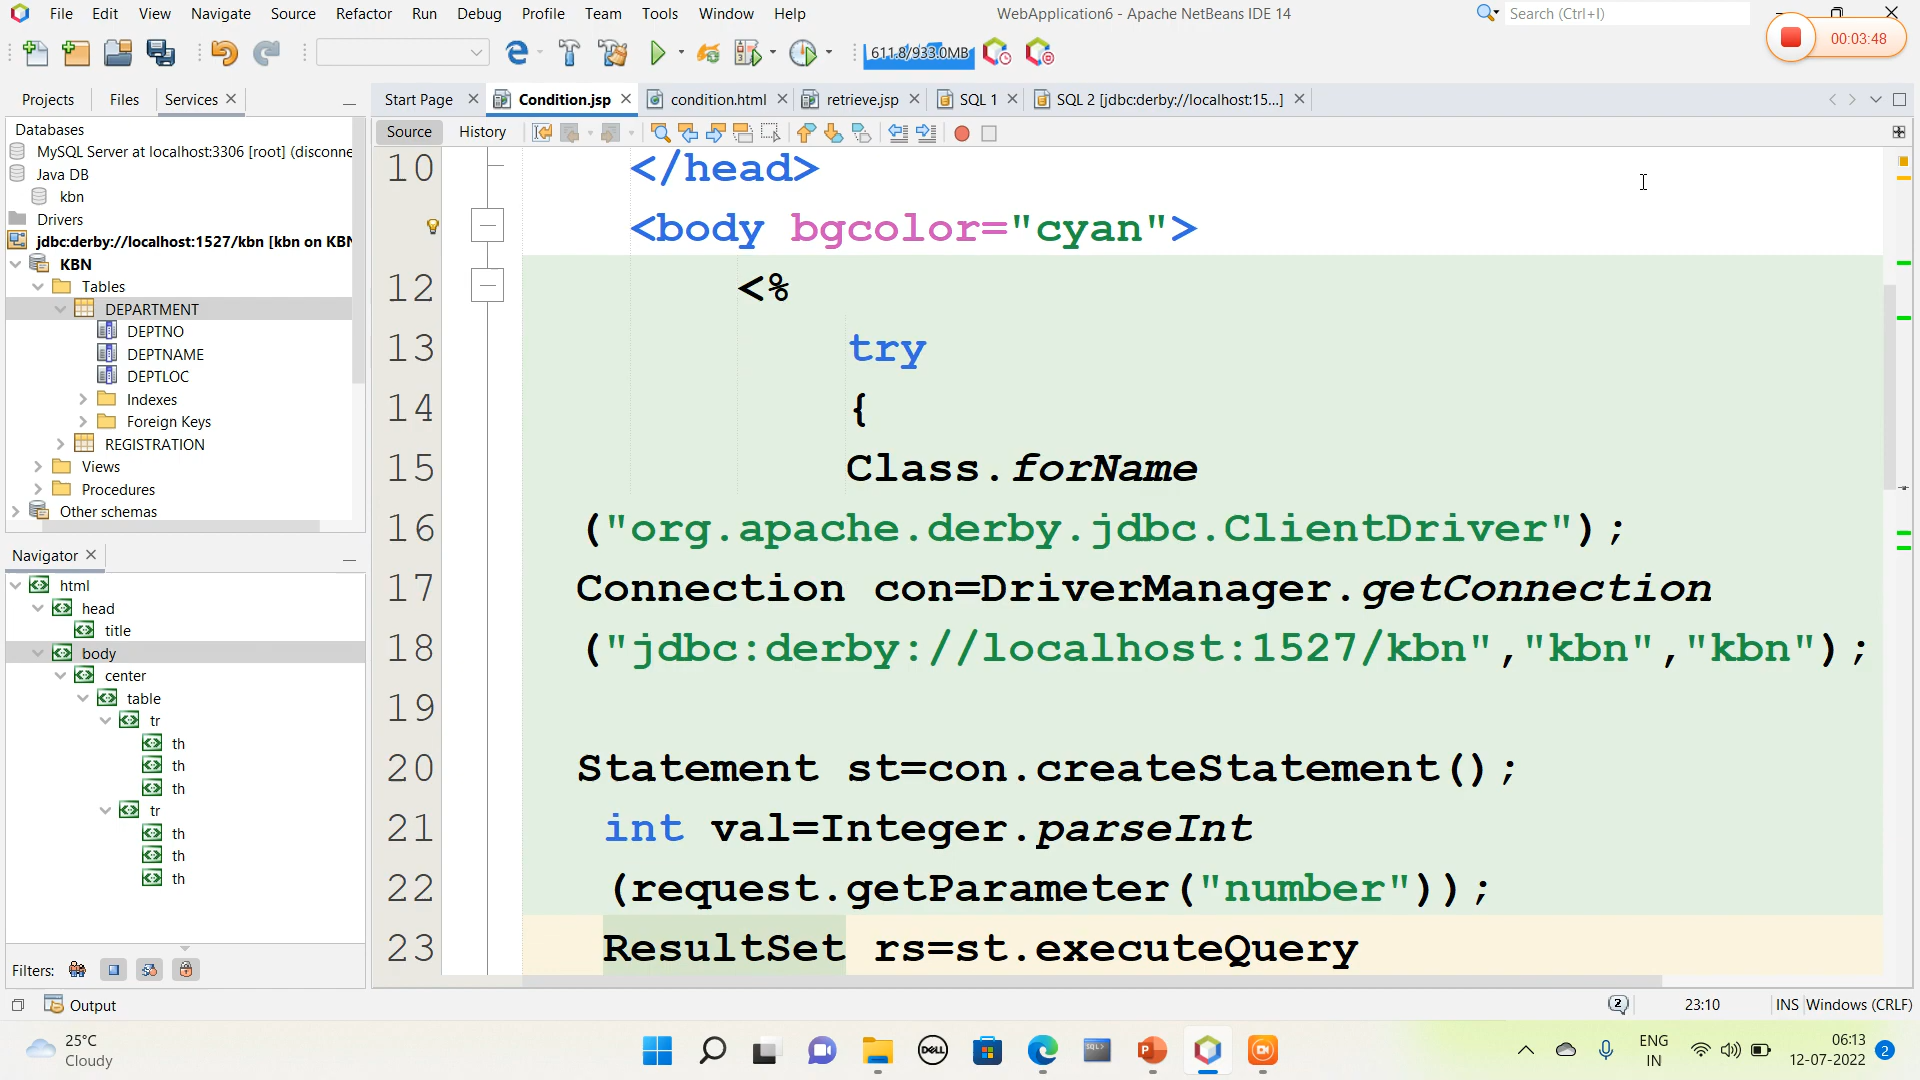 File Edit View Navigate Source Refactor Run Debug Profile Team Tools Window Help
WebApplication6 - Apache NetBeans IDE 14
Search (Ctrl+I)
00:03:48
611.8/933.0MB
Projects Files Services
Start Page Condition.jsp condition.html retrieve.jsp SQL 1 SQL 2 [jdbc:derby://localhost:15...]
Source History
Databases
MySQL Server at localhost:3306 [root] (disconne
Java DB
kbn
Drivers
jdbc:derby://localhost:1527/kbn [kbn on KBN
KBN
Tables
DEPARTMENT
DEPTNO
DEPTNAME
DEPTLOC
Indexes
Foreign Keys
REGISTRATION
Views
Procedures
Other schemas
Navigator
html
head
title
body
center
table
tr
th
th
th
tr
th
th
th
Filters:
10 </head>
<body bgcolor="cyan">
12 <%
13 try
14 {
15 Class.forName
16 ("org.apache.derby.jdbc.ClientDriver");
17 Connection con=DriverManager.getConnection
18 ("jdbc:derby://localhost:1527/kbn","kbn","kbn");
19
20 Statement st=con.createStatement();
21 int val=Integer.parseInt
22 (request.getParameter("number"));
23 ResultSet rs=st.executeQuery
Output
2
23:10
INS
Windows (CRLF)
25°C
Cloudy
DELL
SQL>
P
ENG
IN
06:13
12-07-2022
2